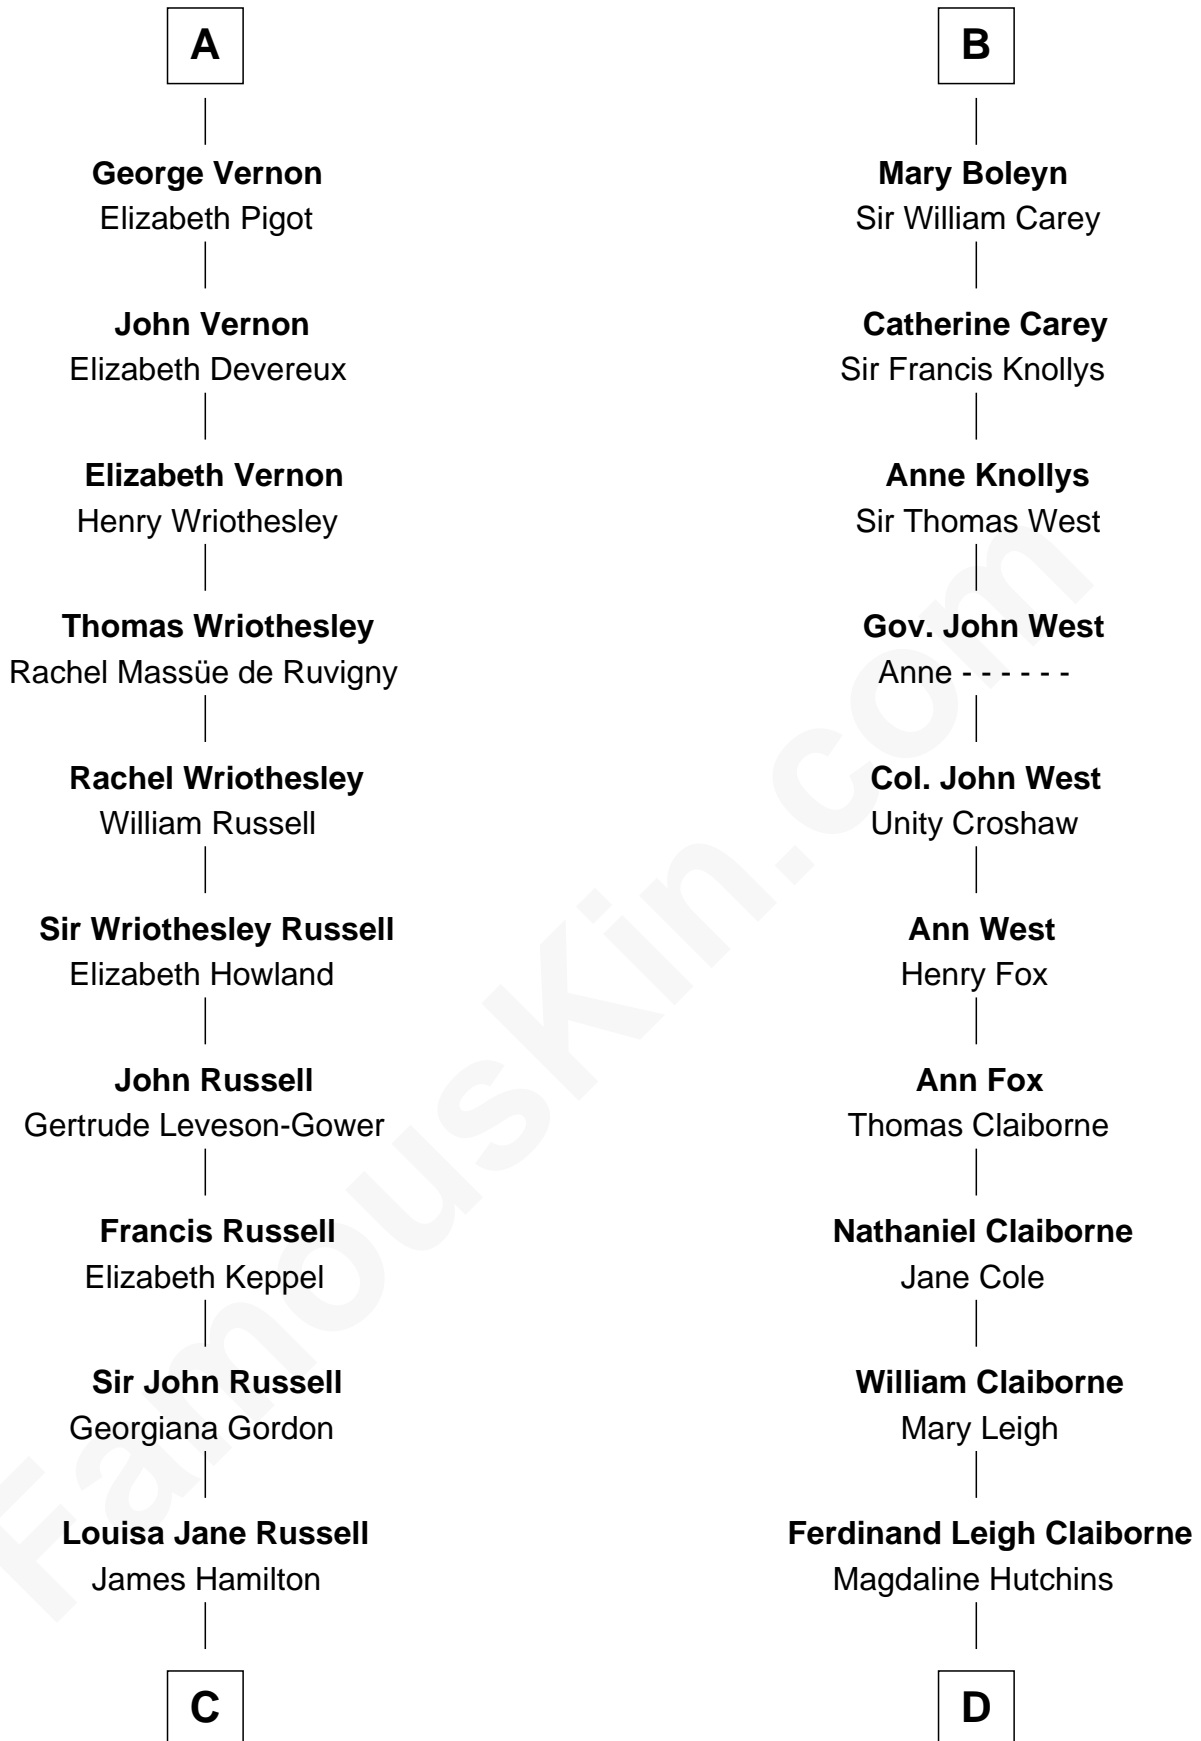 A
George Vernon
Elizabeth Pigot
John Vernon
Elizabeth Devereux
Elizabeth Vernon
Henry Wriothesley
Thomas Wriothesley
Rachel Massüe de Ruvigny
Rachel Wriothesley
William Russell
Sir Wriothesley Russell
Elizabeth Howland
John Russell
Gertrude Leveson-Gower
Francis Russell
Elizabeth Keppel
Sir John Russell
Georgiana Gordon
Louisa Jane Russell
James Hamilton
C
B
Mary Boleyn
Sir William Carey
Catherine Carey
Sir Francis Knollys
Anne Knollys
Sir Thomas West
Gov. John West
Anne - - - - - -
Col. John West
Unity Croshaw
Ann West
Henry Fox
Ann Fox
Thomas Claiborne
Nathaniel Claiborne
Jane Cole
William Claiborne
Mary Leigh
Ferdinand Leigh Claiborne
Magdaline Hutchins
D
FamousKin.com